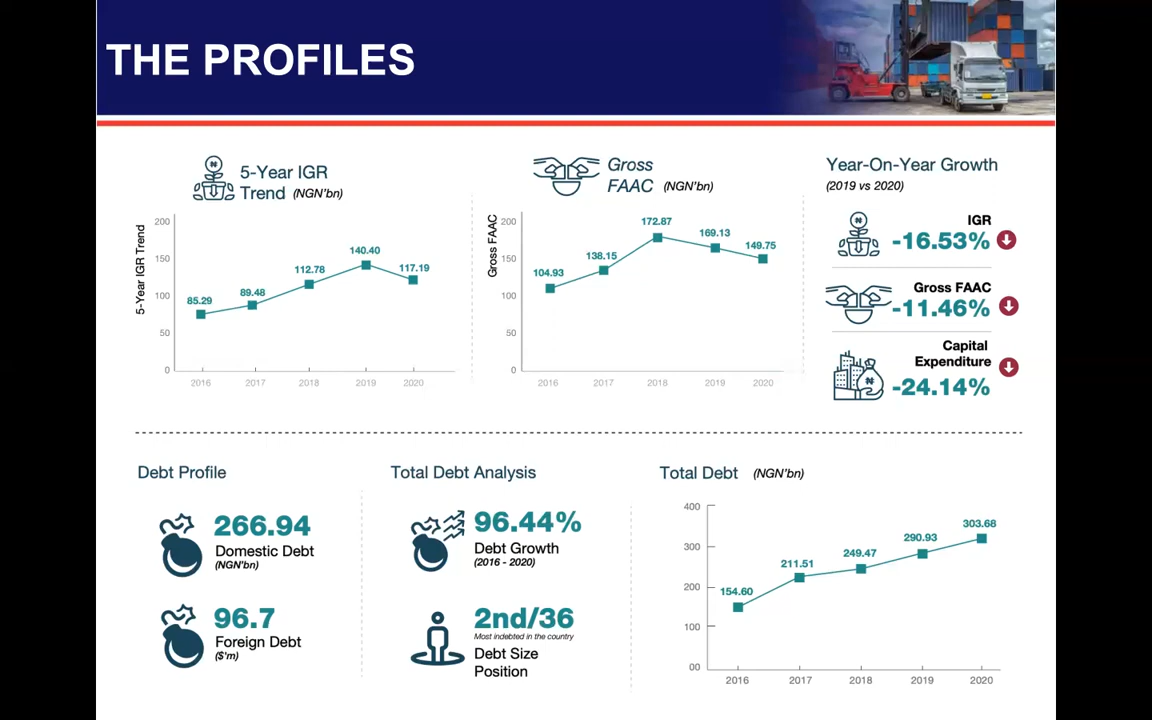 THE PROFILES
5-Year IGR
Trend (NGN'bn)
5-Year IGR Trend
200
150
100
50
0
85.29
89.48
112.78
140.40
117.19
2016
2017
2018
2019
2020
Gross
FAAC (NGN'bn)
Gross FAAC
200
150
100
50
0
104.93
138.15
172.87
169.13
149.75
2016
2017
2018
2019
2020
Year-On-Year Growth
(2019 vs 2020)
₦
IGR
-16.53%
Gross FAAC
-11.46%
Capital
Expenditure
₦
-24.14%
Debt Profile
266.94
Domestic Debt
(NGN'bn)
96.7
Foreign Debt
($'m)
Total Debt Analysis
96.44%
Debt Growth
(2016 - 2020)
2nd/36
Most indebted in the country
Debt Size
Position
Total Debt (NGN'bn)
400
300
200
100
00
154.60
211.51
249.47
290.93
303.68
2016
2017
2018
2019
2020